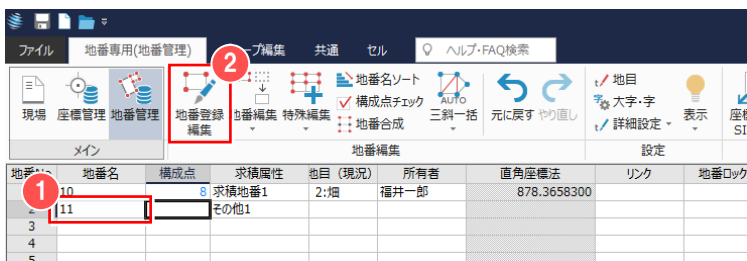 ファイル 地番専用(地番管理) プ編集 共通 セル ヘルプ・FAQ検索
2
地番名ソート 地目
構成点チェック AUTO 大字・字
現場 座標管理 地番管理 地番登録 地番編集 特殊編集 地番合成 三斜一括 元に戻す やり直し 詳細設定 表示 座標
編集 SI
メイン 地番編集 設定
地番No 地番名 構成点 求積属性 地目（現況） 所有者 直角座標法 リンク 地番ロック
1
10 8 求積地番1 2:畑 福井一郎 878.3658300
2 11 その他1
3
4
5